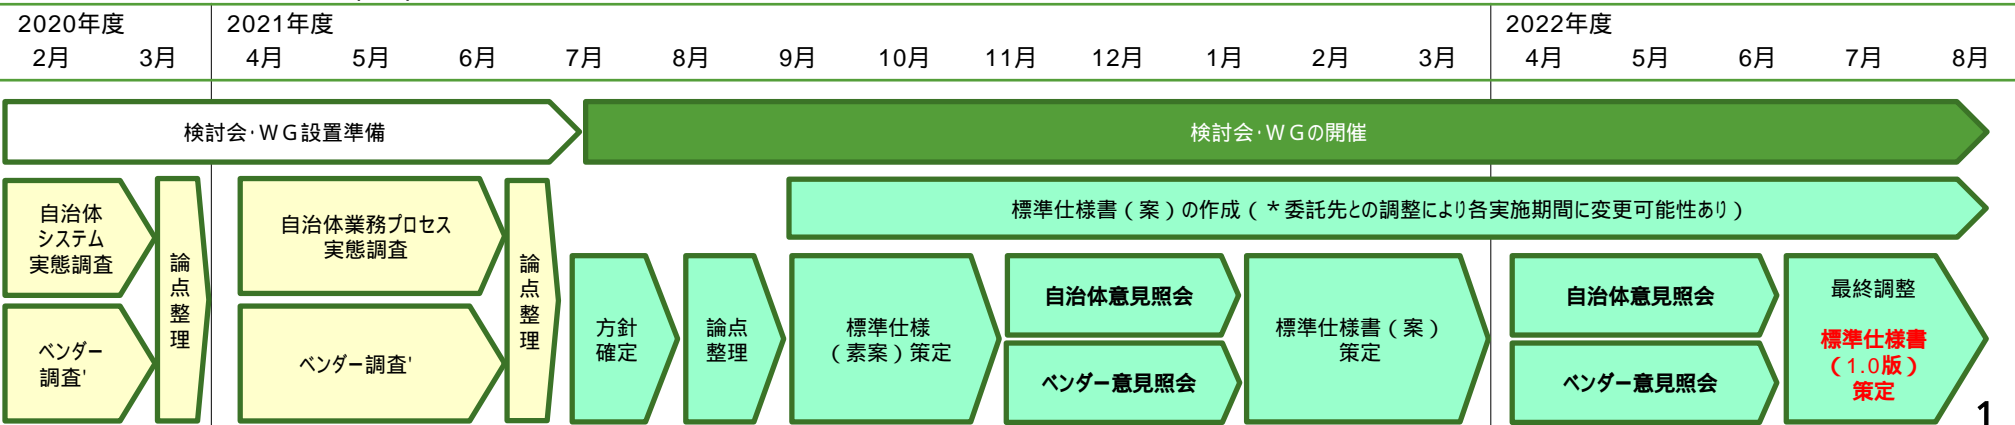 2020年度 2021年度 2022年度
2月 3月 4月 5月 6月 7月 8月 9月 10月 11月 12月 1月 2月 3月 4月 5月 6月 7月 8月
検討会・WG設置準備
検討会・WGの開催
自治体
システム
実態調査
ベンダー
調査'
論
点
整
理
自治体業務プロセス
実態調査
ベンダー調査'
論
点
整
理
標準仕様書(案)の作成(*委託先との調整により各実施期間に変更可能性あり)
方針
確定
論点
整理
標準仕様
(素案)策定
自治体意見照会
ベンダー意見照会
標準仕様書(案)
策定
自治体意見照会
ベンダー意見照会
最終調整
標準仕様書
(1.0版)
策定
1